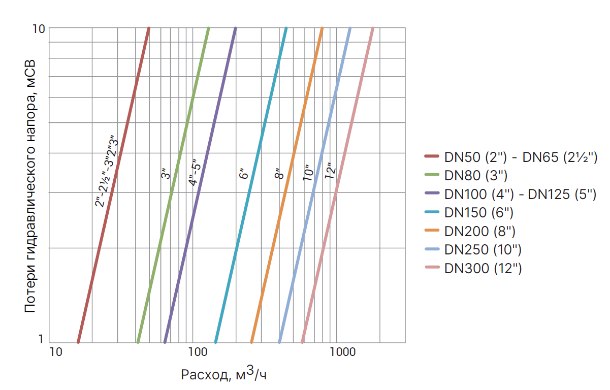 10
Потери гидравлического напора, мСВ
2"-2½"-3"2"3"
3"
4"-5"
6"
8"
10"
12"
1
10
100
1000
Расход, м3/ч
DN50 (2") - DN65 (2½")
DN80 (3")
DN100 (4") - DN125 (5")
DN150 (6")
DN200 (8")
DN250 (10")
DN300 (12")